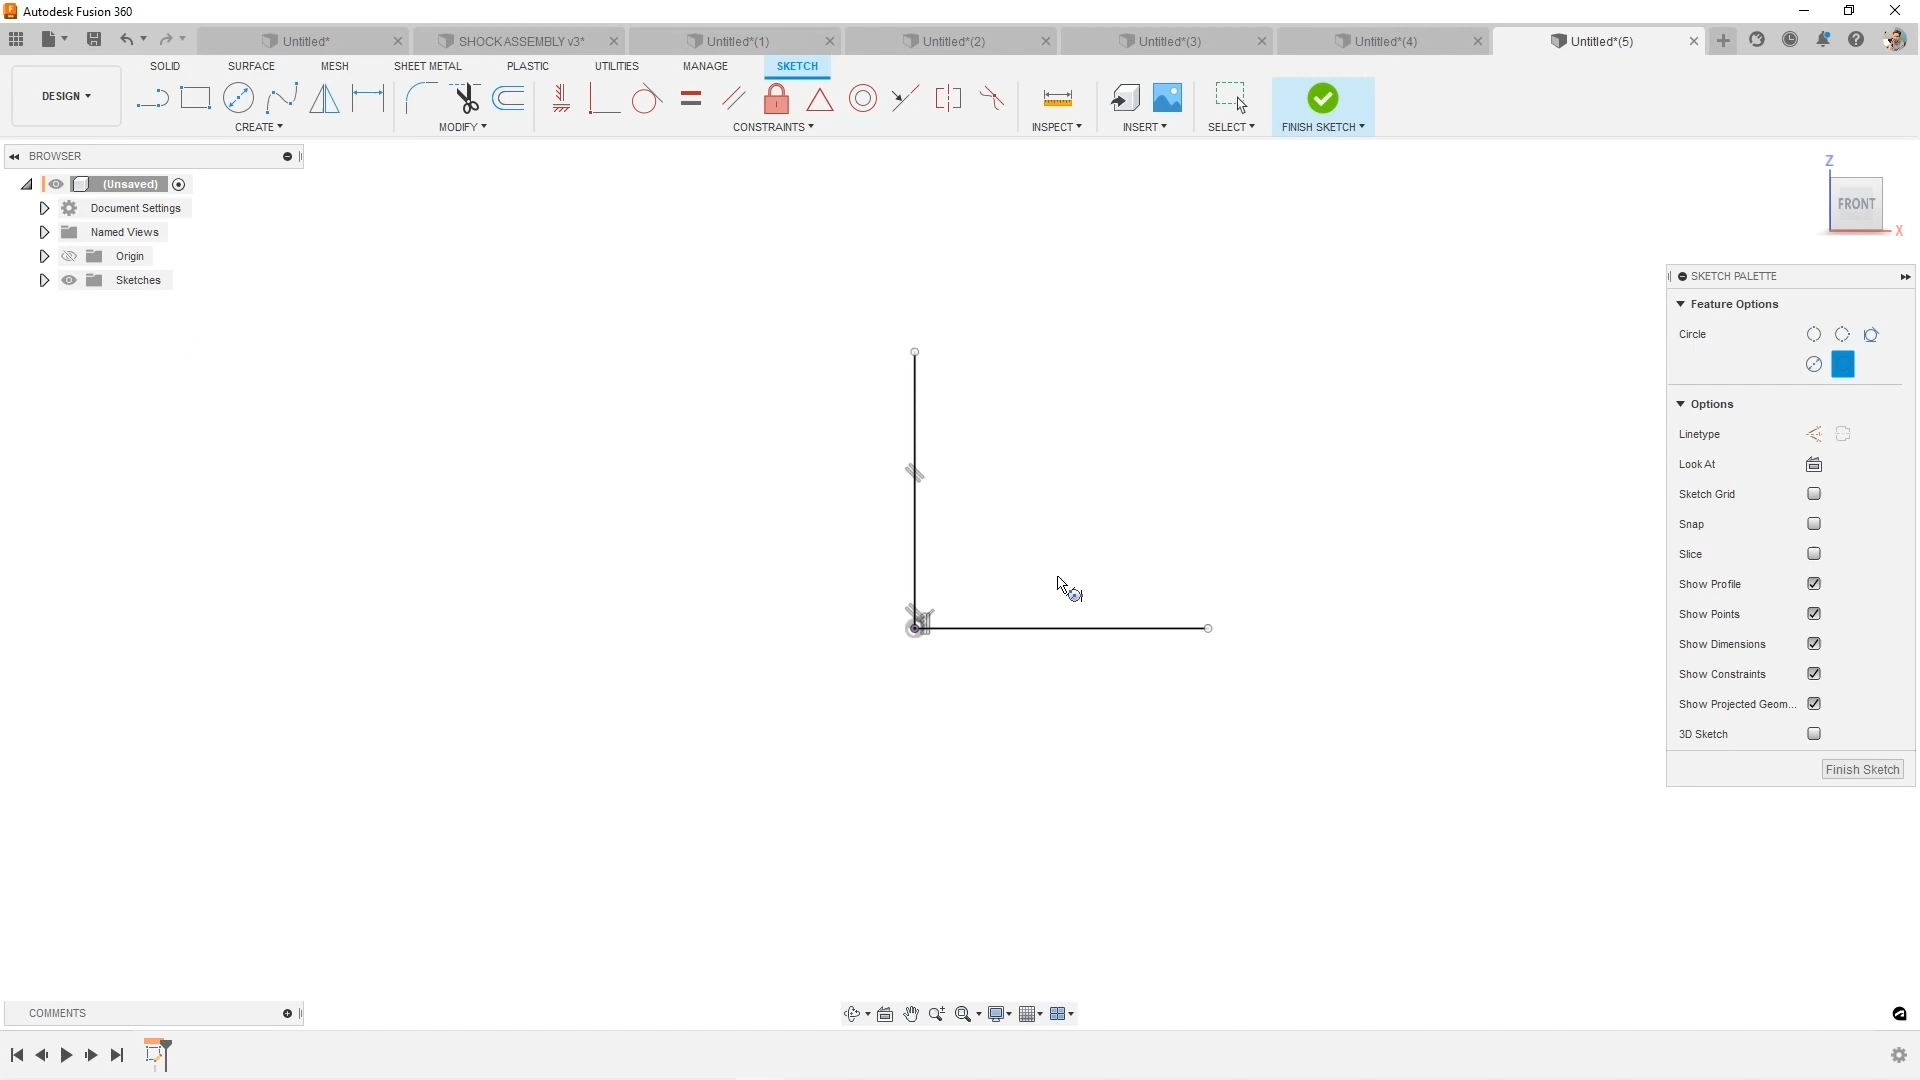 Autodesk Fusion 360
Untitled*
SHOCK ASSEMBLY v3*
Untitled*(1)
Untitled*(2)
Untitled*(3)
Untitled*(4)
Untitled*(5)
DESIGN
SOLID
SURFACE
MESH
SHEET METAL
PLASTIC
UTILITIES
MANAGE
SKETCH
CREATE
MODIFY
CONSTRAINTS
INSPECT
INSERT
SELECT
FINISH SKETCH
BROWSER
(Unsaved)
Document Settings
Named Views
Origin
Sketches
Z
FRONT
X
SKETCH PALETTE
Feature Options
Circle
Options
Linetype
Look At
Sketch Grid
Snap
Slice
Show Profile
Show Points
Show Dimensions
Show Constraints
Show Projected Geom...
3D Sketch
Finish Sketch
COMMENTS